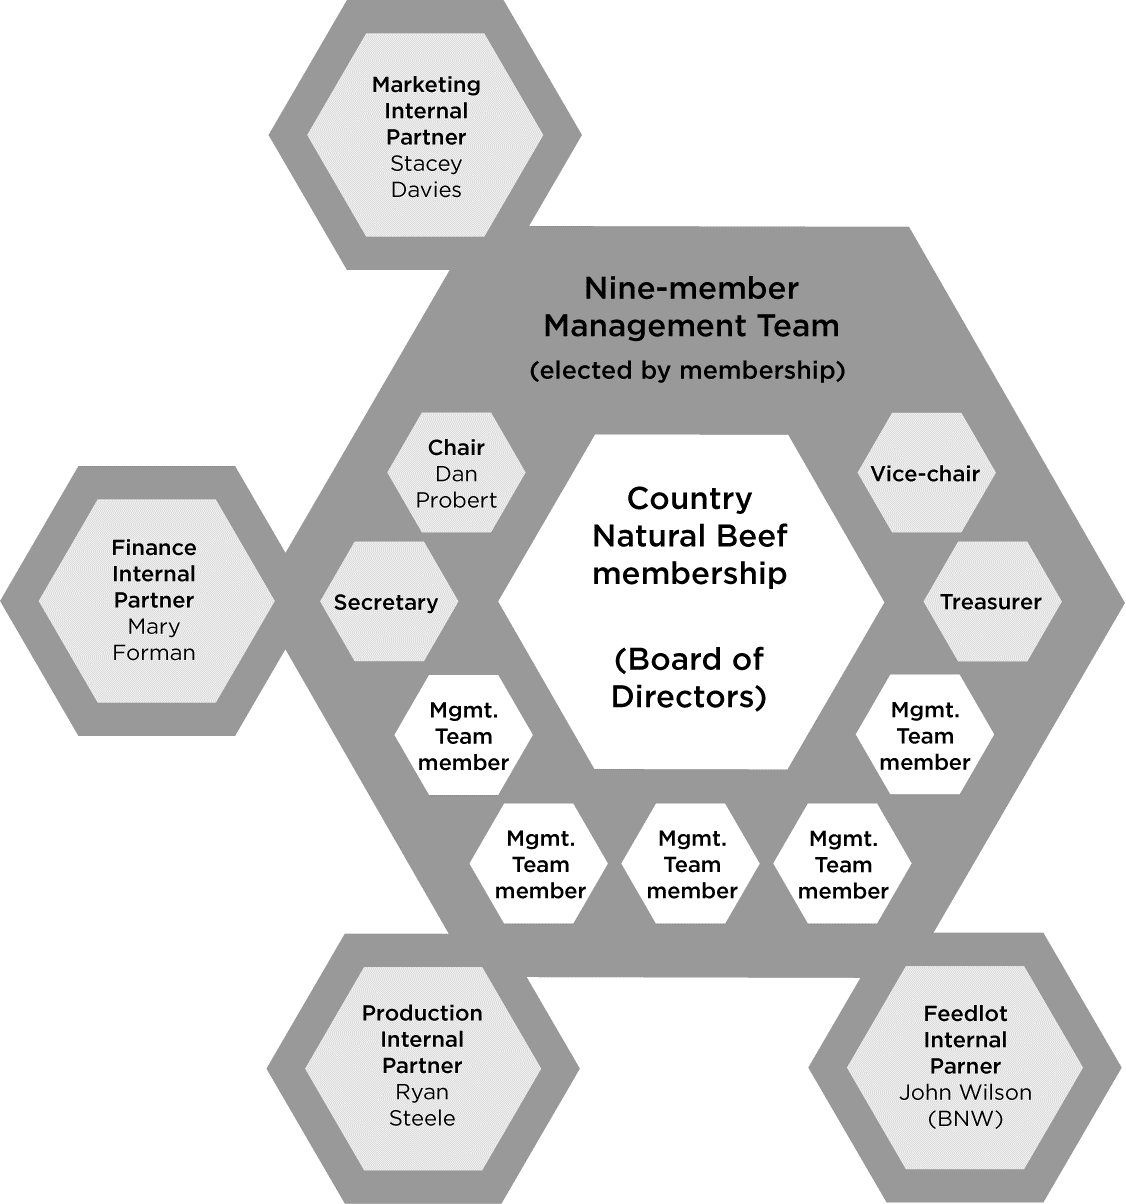 Marketing
Internal
Partner
Stacey
Davies
Nine-member
Management Team
(elected by membership)
Chair
Dan
Probert
Vice-chair
Country
Natural Beef
membership
(Board of
Directors)
Finance
Internal
Partner
Mary
Forman
Secretary
Treasurer
Mgmt.
Team
member
Mgmt.
Team
member
Mgmt.
Team
member
Mgmt.
Team
member
Mgmt.
Team
member
Production
Internal
Partner
Ryan
Steele
Feedlot
Internal
Parner
John Wilson
(BNW)